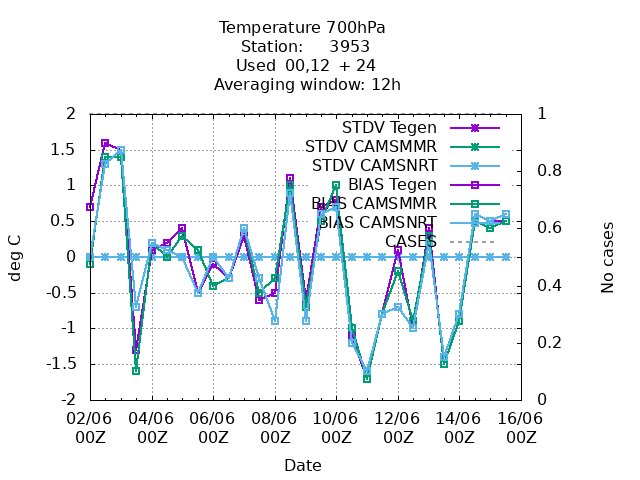 Temperature 700hPa
Station: 3953
Used 00,12 + 24
Averaging window: 12h
2
1.5
1
0.5
0
-0.5
-1
-1.5
-2
deg C
1
0.8
0.6
0.4
0.2
0
No cases
STDV Tegen
STDV CAMSMMR
STDV CAMSNRT
BIAS Tegen
BIAS CAMSMMR
BIAS CAMSNRT
CASES
02/06 04/06 06/06 08/06 10/06 12/06 14/06 16/06
00Z 00Z 00Z 00Z 00Z 00Z 00Z 00Z
Date